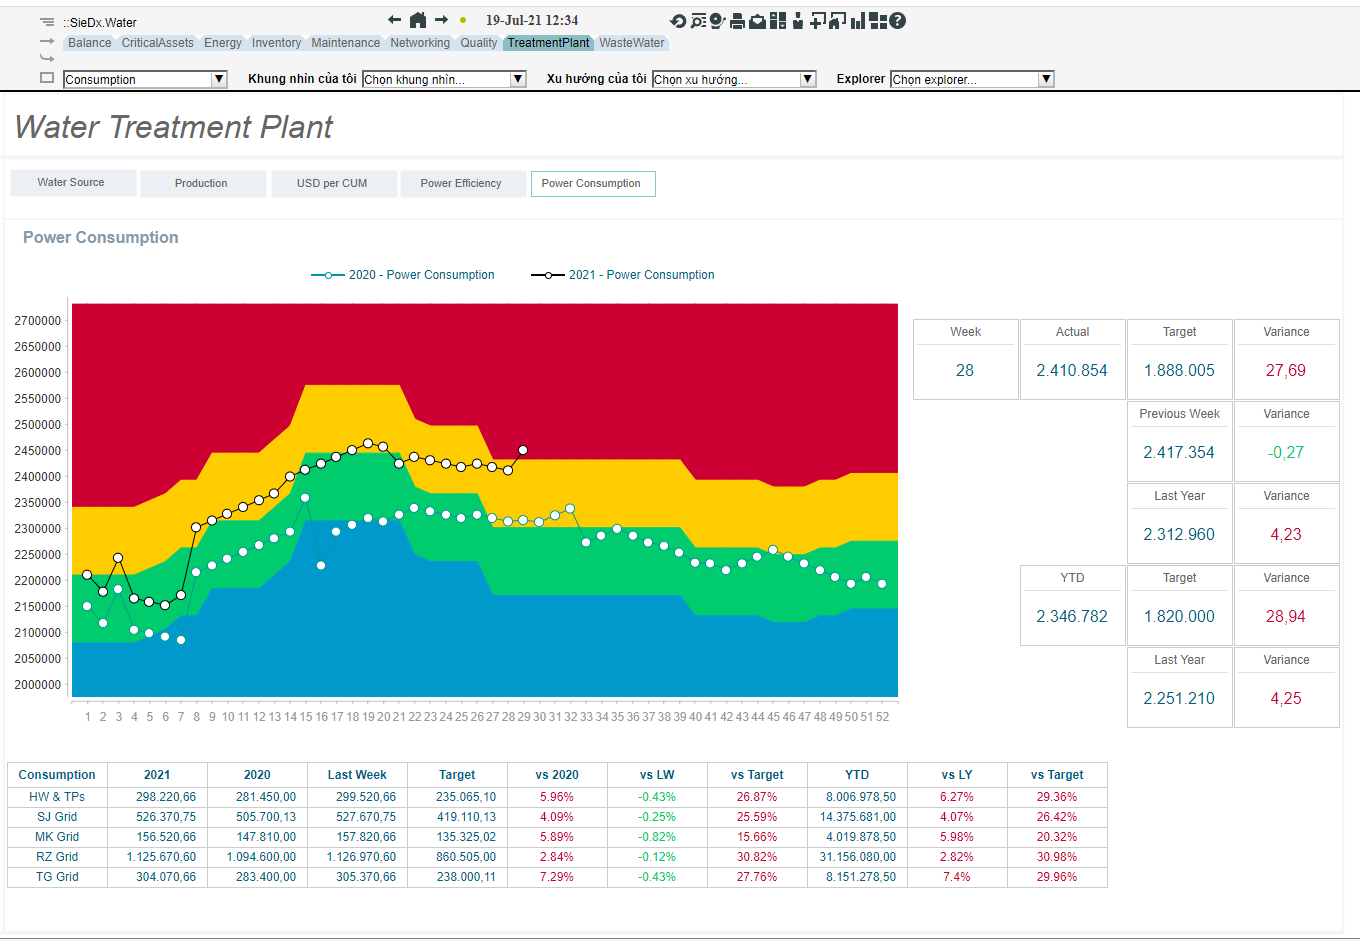 ::SieDx.Water
19-Jul-21 12:34
Balance CriticalAssets Energy Inventory Maintenance Networking Quality TreatmentPlant WasteWater
Consumption Khung nhìn của tôi Chọn khung nhìn... Xu hướng của tôi Chọn xu hướng... Explorer Chọn explorer...
Water Treatment Plant
Water Source Production USD per CUM Power Efficiency Power Consumption
Power Consumption
2020 - Power Consumption 2021 - Power Consumption
2700000
2650000
2600000
2550000
2500000
2450000
2400000
2350000
2300000
2250000
2200000
2150000
2100000
2050000
2000000
1 2 3 4 5 6 7 8 9 10 11 12 13 14 15 16 17 18 19 20 21 22 23 24 25 26 27 28 29 30 31 32 33 34 35 36 37 38 39 40 41 42 43 44 45 46 47 48 49 50 51 52
Week Actual Target Variance
28 2.410.854 1.888.005 27,69
Previous Week Variance
2.417.354 -0,27
Last Year Variance
2.312.960 4,23
YTD Target Variance
2.346.782 1.820.000 28,94
Last Year Variance
2.251.210 4,25
Consumption 2021 2020 Last Week Target vs 2020 vs LW vs Target YTD vs LY vs Target
HW & TPs 298.220,66 281.450,00 299.520,66 235.065,10 5.96% -0.43% 26.87% 8.006.978,50 6.27% 29.36%
SJ Grid 526.370,75 505.700,13 527.670,75 419.110,13 4.09% -0.25% 25.59% 14.375.681,00 4.07% 26.42%
MK Grid 156.520,66 147.810,00 157.820,66 135.325,02 5.89% -0.82% 15.66% 4.019.878,50 5.98% 20.32%
RZ Grid 1.125.670,60 1.094.600,00 1.126.970,60 860.505,00 2.84% -0.12% 30.82% 31.156.080,00 2.82% 30.98%
TG Grid 304.070,66 283.400,00 305.370,66 238.000,11 7.29% -0.43% 27.76% 8.151.278,50 7.4% 29.96%